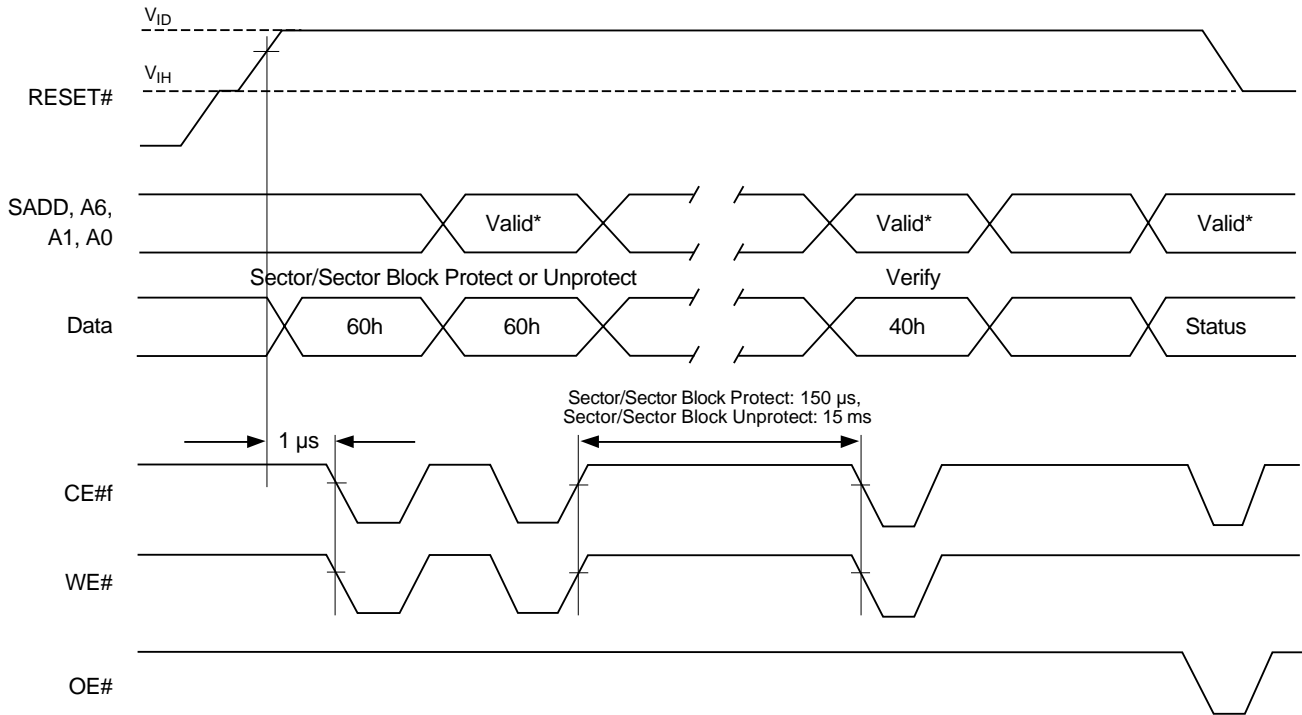 VID
VIH
RESET#
SADD, A6,
A1, A0
Valid*
Valid*
Valid*
Sector/Sector Block Protect or Unprotect
Verify
Data
60h
60h
40h
Status
Sector/Sector Block Protect: 150 µs,
Sector/Sector Block Unprotect: 15 ms
1 µs
CE#f
WE#
OE#